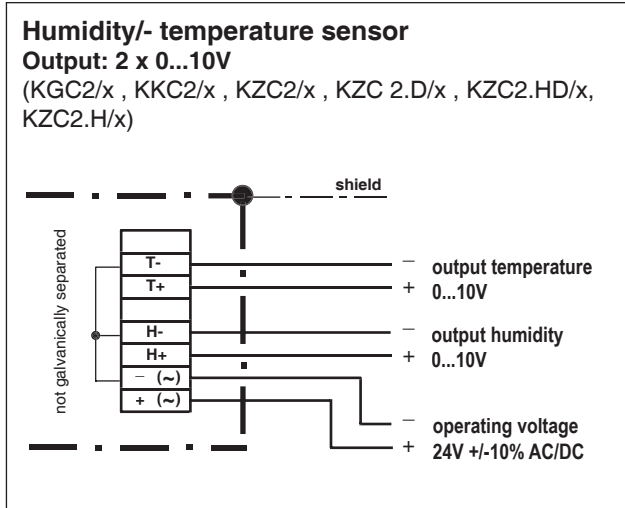 Humidity/- temperature sensor
Output: 2 x 0...10V
(KGC2/x , KKC2/x , KZC2/x , KZC 2.D/x , KZC2.HD/x,
KZC2.H/x)
shield
not galvanically separated
T-
T+
H-
H+
− (~)
+ (~)
− output temperature
+ 0...10V
− output humidity
+ 0...10V
− operating voltage
+ 24V +/-10% AC/DC